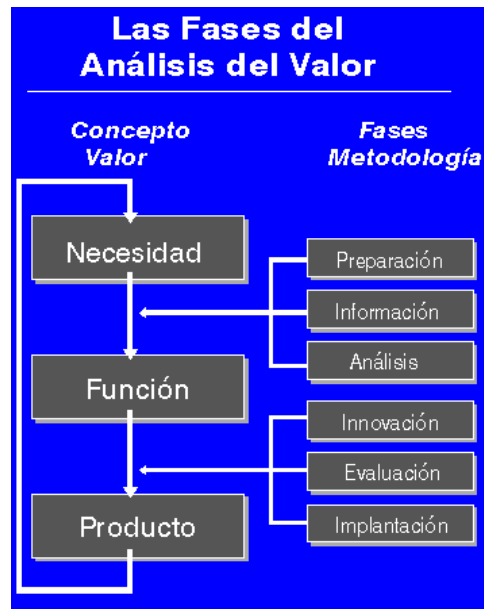 Las Fases del
Análisis del Valor
Concepto
Valor
Fases
Metodología
Necesidad
Función
Producto
Preparación
Información
Análisis
Innovación
Evaluación
Implantación